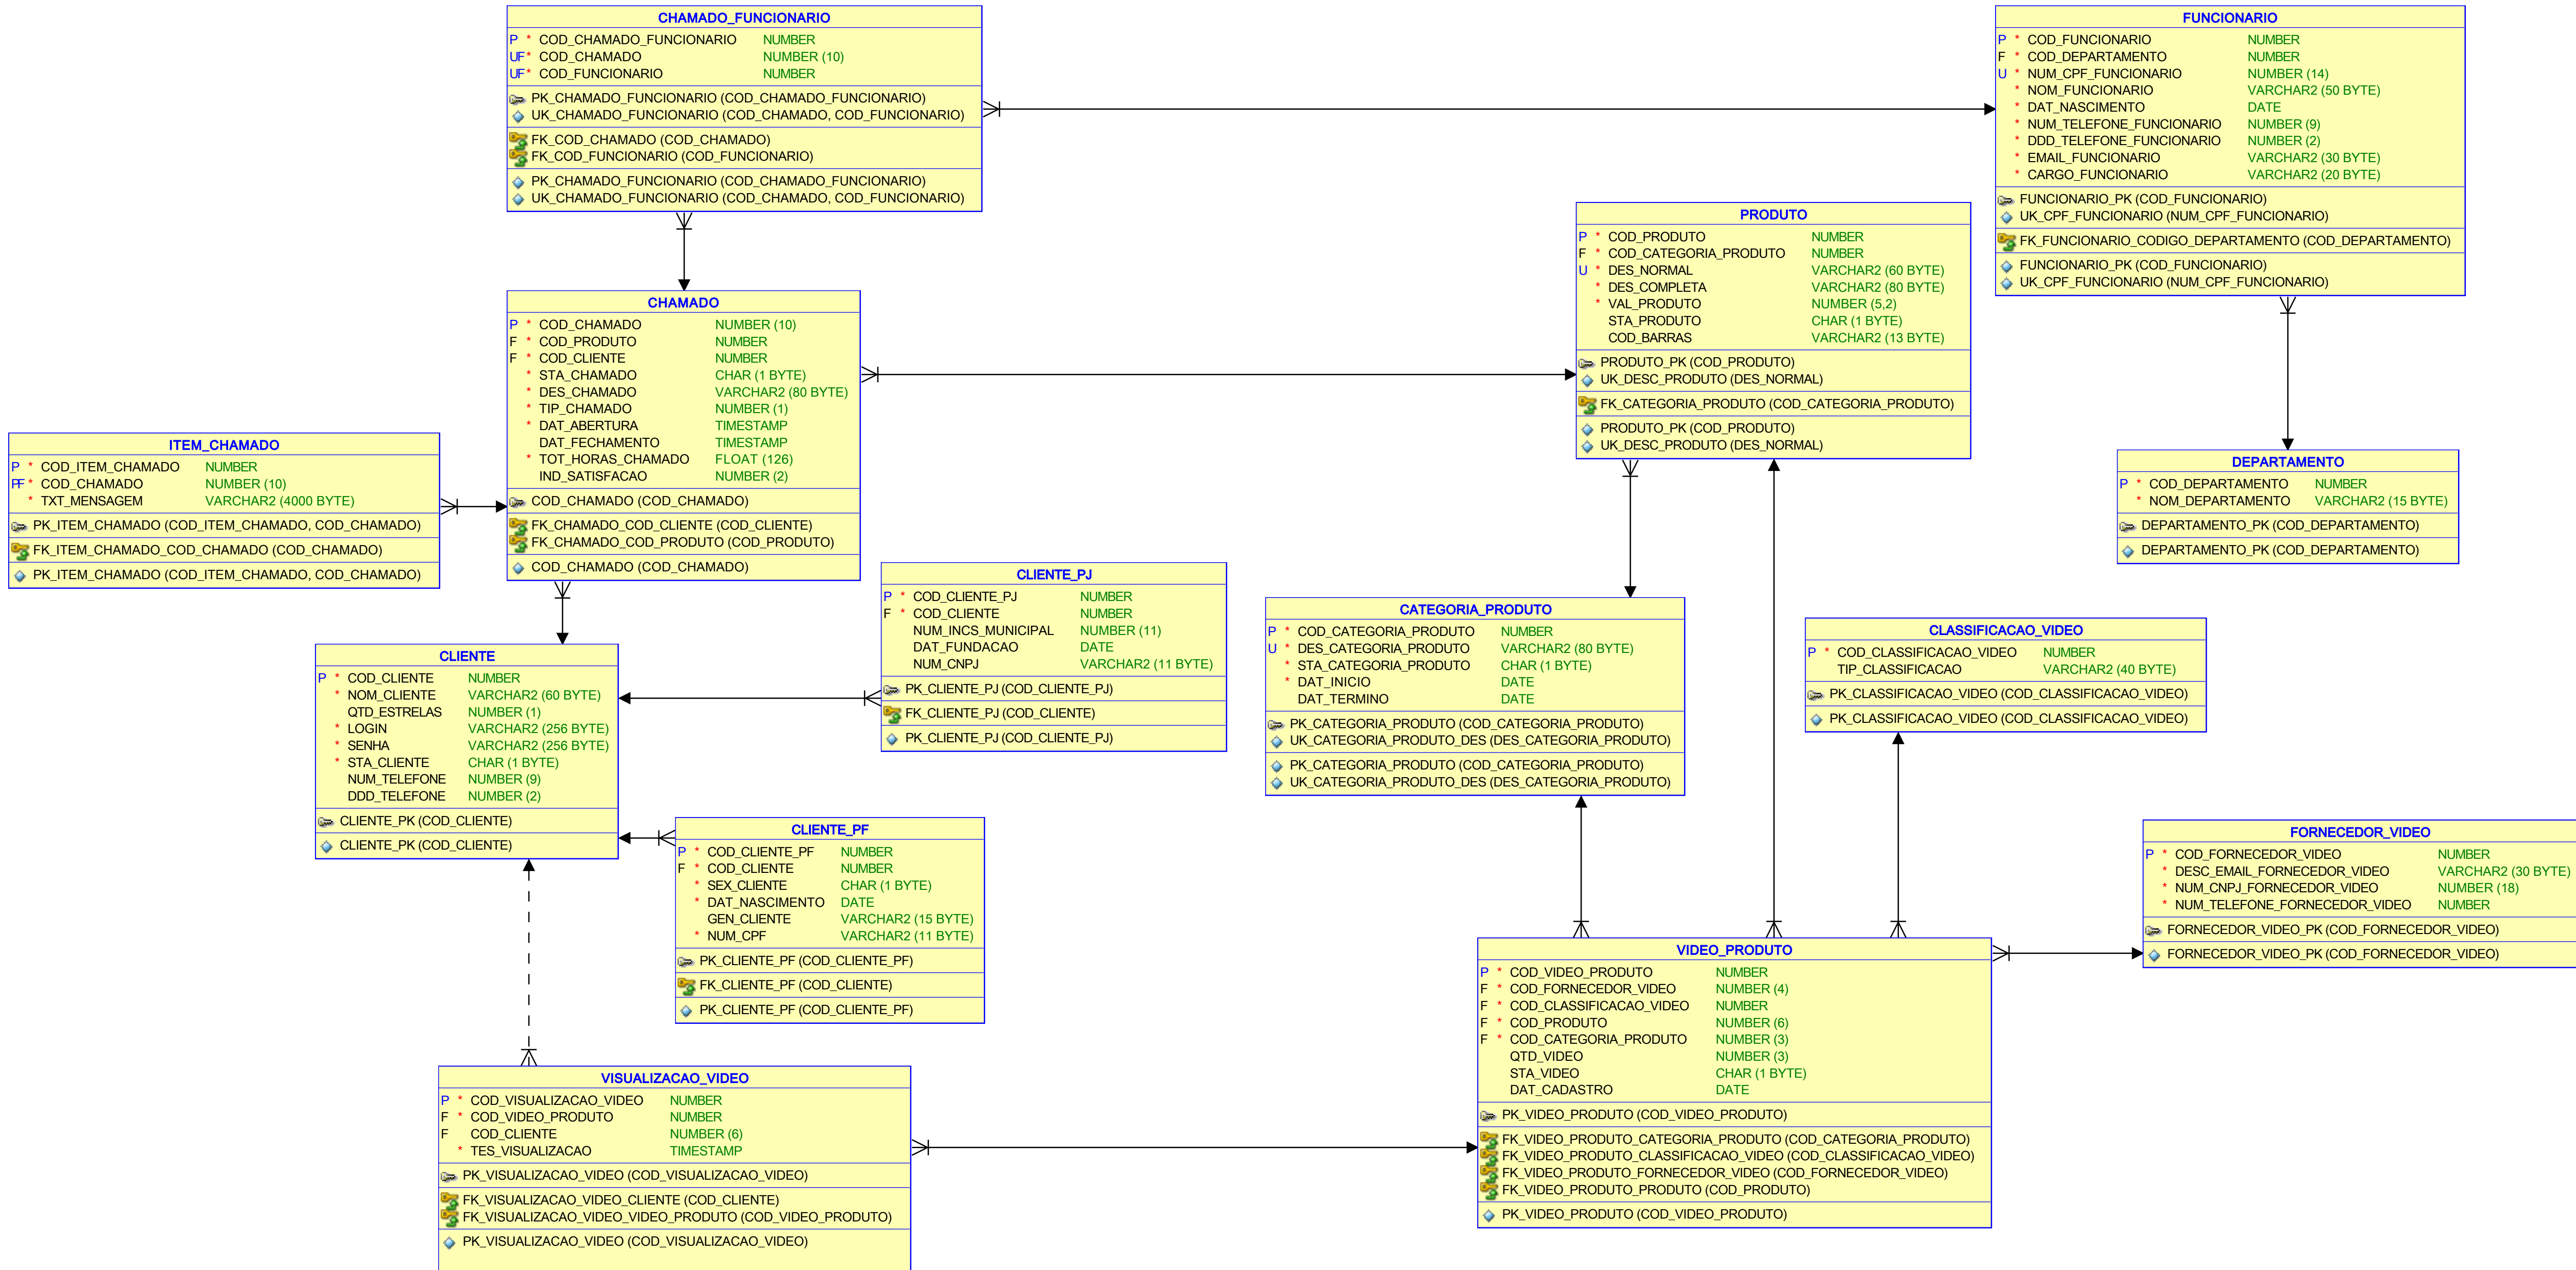 CHAMADO_FUNCIONARIO
P * COD_CHAMADO_FUNCIONARIO NUMBER
UF* COD_CHAMADO NUMBER (10)
UF* COD_FUNCIONARIO NUMBER
PK_CHAMADO_FUNCIONARIO (COD_CHAMADO_FUNCIONARIO)
UK_CHAMADO_FUNCIONARIO (COD_CHAMADO, COD_FUNCIONARIO)
FK_COD_CHAMADO (COD_CHAMADO)
FK_COD_FUNCIONARIO (COD_FUNCIONARIO)
PK_CHAMADO_FUNCIONARIO (COD_CHAMADO_FUNCIONARIO)
UK_CHAMADO_FUNCIONARIO (COD_CHAMADO, COD_FUNCIONARIO)
FUNCIONARIO
P * COD_FUNCIONARIO NUMBER
F * COD_DEPARTAMENTO NUMBER
U * NUM_CPF_FUNCIONARIO NUMBER (14)
* NOM_FUNCIONARIO VARCHAR2 (50 BYTE)
* DAT_NASCIMENTO DATE
* NUM_TELEFONE_FUNCIONARIO NUMBER (9)
* DDD_TELEFONE_FUNCIONARIO NUMBER (2)
* EMAIL_FUNCIONARIO VARCHAR2 (30 BYTE)
* CARGO_FUNCIONARIO VARCHAR2 (20 BYTE)
FUNCIONARIO_PK (COD_FUNCIONARIO)
UK_CPF_FUNCIONARIO (NUM_CPF_FUNCIONARIO)
FK_FUNCIONARIO_CODIGO_DEPARTAMENTO (COD_DEPARTAMENTO)
FUNCIONARIO_PK (COD_FUNCIONARIO)
UK_CPF_FUNCIONARIO (NUM_CPF_FUNCIONARIO)
PRODUTO
P * COD_PRODUTO NUMBER
F * COD_CATEGORIA_PRODUTO NUMBER
U * DES_NORMAL VARCHAR2 (60 BYTE)
* DES_COMPLETA VARCHAR2 (80 BYTE)
* VAL_PRODUTO NUMBER (5,2)
STA_PRODUTO CHAR (1 BYTE)
COD_BARRAS VARCHAR2 (13 BYTE)
PRODUTO_PK (COD_PRODUTO)
UK_DESC_PRODUTO (DES_NORMAL)
FK_CATEGORIA_PRODUTO (COD_CATEGORIA_PRODUTO)
PRODUTO_PK (COD_PRODUTO)
UK_DESC_PRODUTO (DES_NORMAL)
CHAMADO
P * COD_CHAMADO NUMBER (10)
F * COD_PRODUTO NUMBER
F * COD_CLIENTE NUMBER
* STA_CHAMADO CHAR (1 BYTE)
* DES_CHAMADO VARCHAR2 (80 BYTE)
* TIP_CHAMADO NUMBER (1)
* DAT_ABERTURA TIMESTAMP
DAT_FECHAMENTO TIMESTAMP
* TOT_HORAS_CHAMADO FLOAT (126)
IND_SATISFACAO NUMBER (2)
COD_CHAMADO (COD_CHAMADO)
FK_CHAMADO_COD_CLIENTE (COD_CLIENTE)
FK_CHAMADO_COD_PRODUTO (COD_PRODUTO)
COD_CHAMADO (COD_CHAMADO)
ITEM_CHAMADO
P * COD_ITEM_CHAMADO NUMBER
PF * COD_CHAMADO NUMBER (10)
* TXT_MENSAGEM VARCHAR2 (4000 BYTE)
PK_ITEM_CHAMADO (COD_ITEM_CHAMADO, COD_CHAMADO)
FK_ITEM_CHAMADO_COD_CHAMADO (COD_CHAMADO)
PK_ITEM_CHAMADO (COD_ITEM_CHAMADO, COD_CHAMADO)
DEPARTAMENTO
P * COD_DEPARTAMENTO NUMBER
* NOM_DEPARTAMENTO VARCHAR2 (15 BYTE)
DEPARTAMENTO_PK (COD_DEPARTAMENTO)
DEPARTAMENTO_PK (COD_DEPARTAMENTO)
CLIENTE_PJ
P * COD_CLIENTE_PJ NUMBER
F * COD_CLIENTE NUMBER
NUM_INCS_MUNICIPAL NUMBER (11)
DAT_FUNDACAO DATE
NUM_CNPJ VARCHAR2 (11 BYTE)
PK_CLIENTE_PJ (COD_CLIENTE_PJ)
FK_CLIENTE_PJ (COD_CLIENTE)
PK_CLIENTE_PJ (COD_CLIENTE_PJ)
CATEGORIA_PRODUTO
P * COD_CATEGORIA_PRODUTO NUMBER
U * DES_CATEGORIA_PRODUTO VARCHAR2 (80 BYTE)
* STA_CATEGORIA_PRODUTO CHAR (1 BYTE)
* DAT_INICIO DATE
DAT_TERMINO DATE
PK_CATEGORIA_PRODUTO (COD_CATEGORIA_PRODUTO)
UK_CATEGORIA_PRODUTO_DES (DES_CATEGORIA_PRODUTO)
PK_CATEGORIA_PRODUTO (COD_CATEGORIA_PRODUTO)
UK_CATEGORIA_PRODUTO_DES (DES_CATEGORIA_PRODUTO)
CLASSIFICACAO_VIDEO
P * COD_CLASSIFICACAO_VIDEO NUMBER
TIP_CLASSIFICACAO VARCHAR2 (40 BYTE)
PK_CLASSIFICACAO_VIDEO (COD_CLASSIFICACAO_VIDEO)
PK_CLASSIFICACAO_VIDEO (COD_CLASSIFICACAO_VIDEO)
CLIENTE
P * COD_CLIENTE NUMBER
* NOM_CLIENTE VARCHAR2 (60 BYTE)
QTD_ESTRELAS NUMBER (1)
* LOGIN VARCHAR2 (256 BYTE)
* SENHA VARCHAR2 (256 BYTE)
* STA_CLIENTE CHAR (1 BYTE)
NUM_TELEFONE NUMBER (9)
DDD_TELEFONE NUMBER (2)
CLIENTE_PK (COD_CLIENTE)
CLIENTE_PK (COD_CLIENTE)
CLIENTE_PF
P * COD_CLIENTE_PF NUMBER
F * COD_CLIENTE NUMBER
* SEX_CLIENTE CHAR (1 BYTE)
* DAT_NASCIMENTO DATE
GEN_CLIENTE VARCHAR2 (15 BYTE)
* NUM_CPF VARCHAR2 (11 BYTE)
PK_CLIENTE_PF (COD_CLIENTE_PF)
FK_CLIENTE_PF (COD_CLIENTE)
PK_CLIENTE_PF (COD_CLIENTE_PF)
FORNECEDOR_VIDEO
P * COD_FORNECEDOR_VIDEO NUMBER
* DESC_EMAIL_FORNECEDOR_VIDEO VARCHAR2 (30 BYTE)
* NUM_CNPJ_FORNECEDOR_VIDEO NUMBER (18)
* NUM_TELEFONE_FORNECEDOR_VIDEO NUMBER
FORNECEDOR_VIDEO_PK (COD_FORNECEDOR_VIDEO)
FORNECEDOR_VIDEO_PK (COD_FORNECEDOR_VIDEO)
VIDEO_PRODUTO
P * COD_VIDEO_PRODUTO NUMBER
F * COD_FORNECEDOR_VIDEO NUMBER (4)
F * COD_CLASSIFICACAO_VIDEO NUMBER
F * COD_PRODUTO NUMBER (6)
F * COD_CATEGORIA_PRODUTO NUMBER (3)
QTD_VIDEO NUMBER (3)
STA_VIDEO CHAR (1 BYTE)
DAT_CADASTRO DATE
PK_VIDEO_PRODUTO (COD_VIDEO_PRODUTO)
FK_VIDEO_PRODUTO_CATEGORIA_PRODUTO (COD_CATEGORIA_PRODUTO)
FK_VIDEO_PRODUTO_CLASSIFICACAO_VIDEO (COD_CLASSIFICACAO_VIDEO)
FK_VIDEO_PRODUTO_FORNECEDOR_VIDEO (COD_FORNECEDOR_VIDEO)
FK_VIDEO_PRODUTO_PRODUTO (COD_PRODUTO)
PK_VIDEO_PRODUTO (COD_VIDEO_PRODUTO)
VISUALIZACAO_VIDEO
P * COD_VISUALIZACAO_VIDEO NUMBER
F * COD_VIDEO_PRODUTO NUMBER
F COD_CLIENTE NUMBER (6)
* TES_VISUALIZACAO TIMESTAMP
PK_VISUALIZACAO_VIDEO (COD_VISUALIZACAO_VIDEO)
FK_VISUALIZACAO_VIDEO_CLIENTE (COD_CLIENTE)
FK_VISUALIZACAO_VIDEO_VIDEO_PRODUTO (COD_VIDEO_PRODUTO)
PK_VISUALIZACAO_VIDEO (COD_VISUALIZACAO_VIDEO)